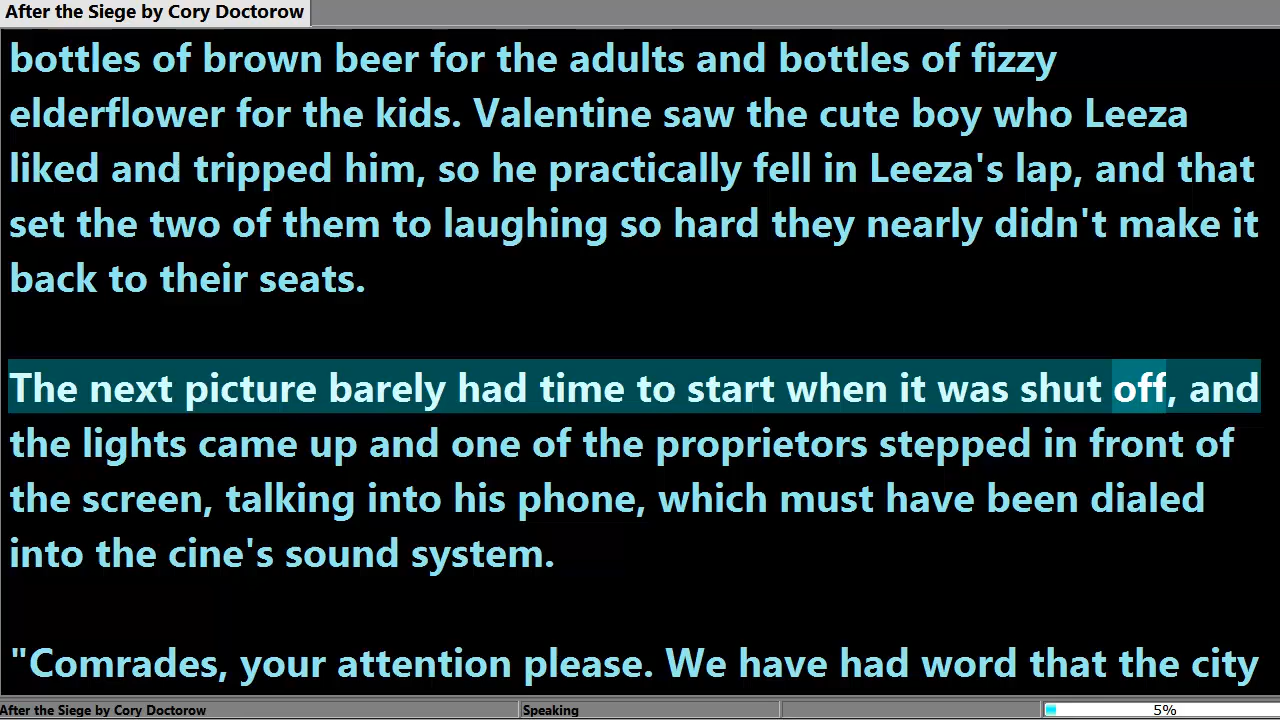 After the Siege by Cory Doctorow
bottles of brown beer for the adults and bottles of fizzy
elderflower for the kids. Valentine saw the cute boy who Leeza
liked and tripped him, so he practically fell in Leeza's lap, and that
set the two of them to laughing so hard they nearly didn't make it
back to their seats.
The next picture barely had time to start when it was shut off, and
the lights came up and one of the proprietors stepped in front of
the screen, talking into his phone, which must have been dialed
into the cine's sound system.
"Comrades, your attention please. We have had word that the city
After the Siege by Cory Doctorow
Speaking
5%